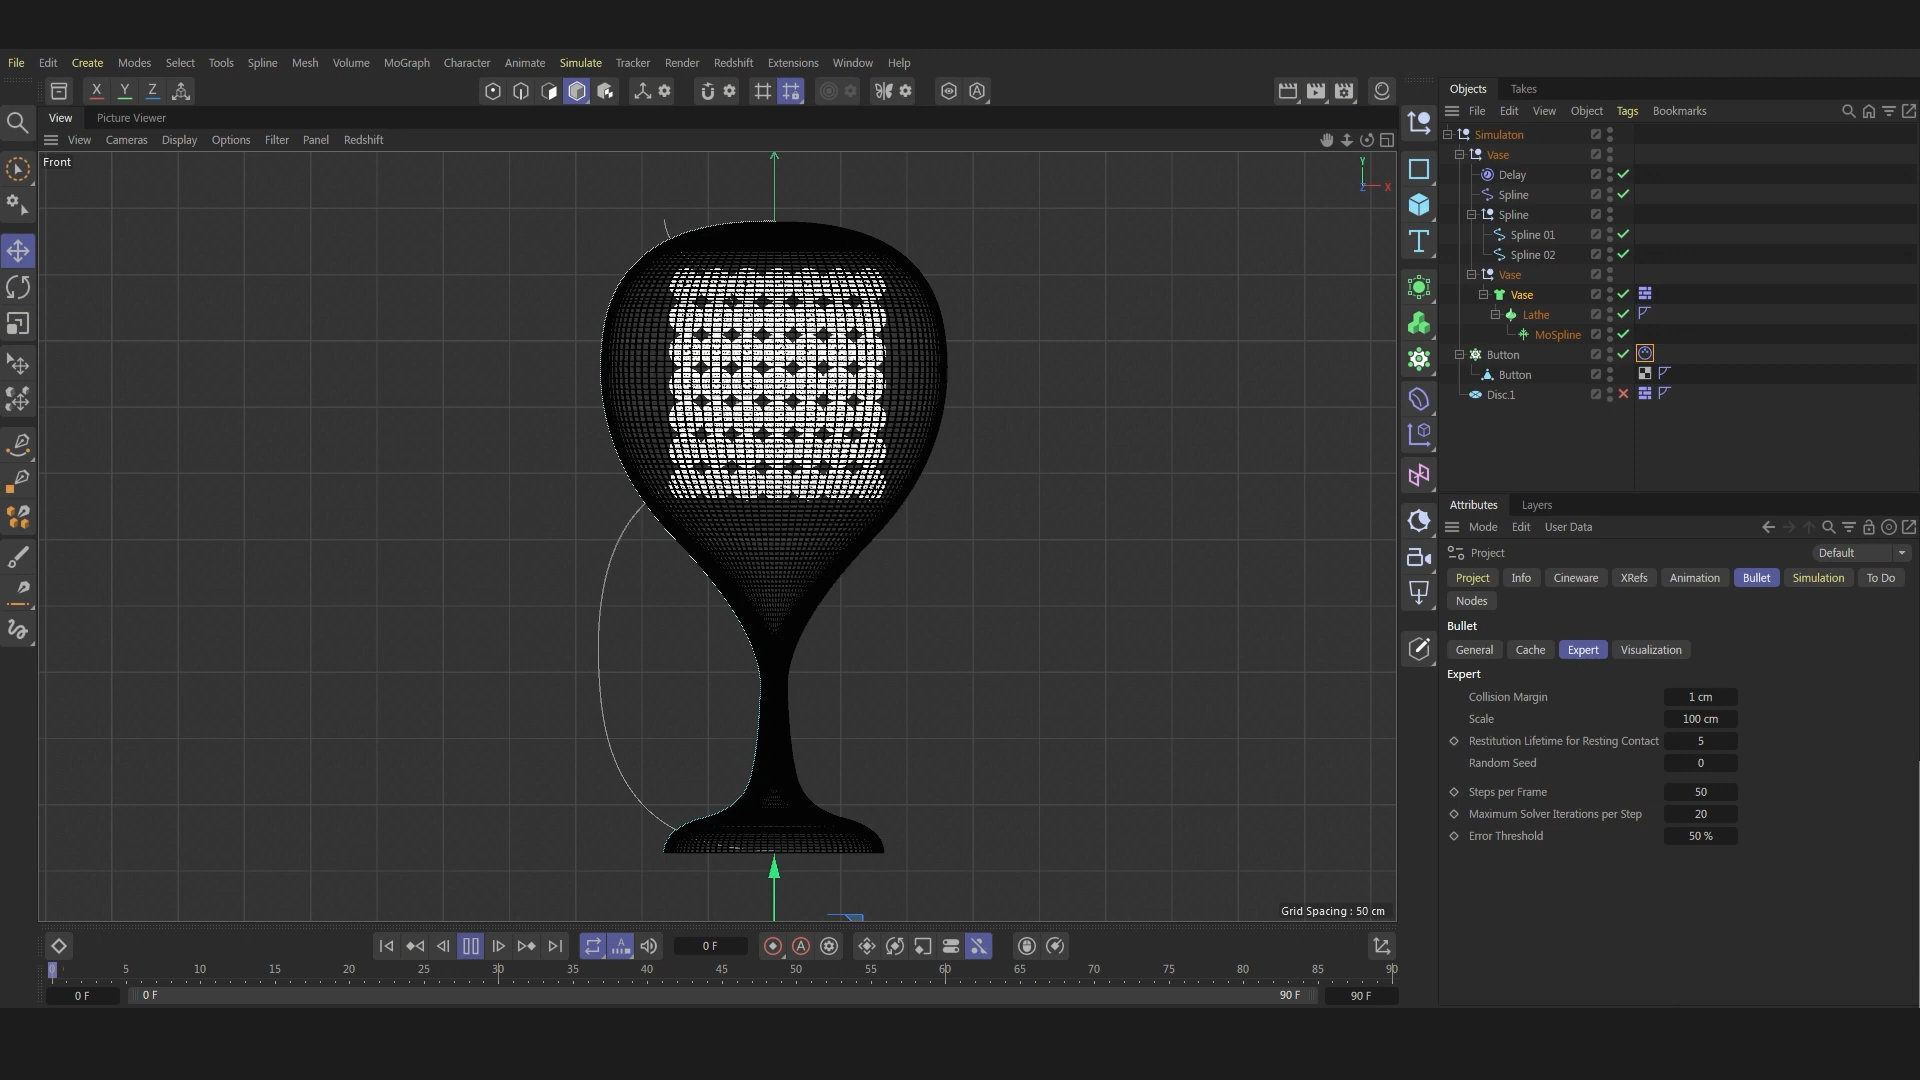 File Edit Create Modes Select Tools Spline Mesh Volume MoGraph Character Animate Simulate Tracker Render Redshift Extensions Window Help
X Y Z
Objects Takes
File Edit View Object Tags Bookmarks
View Picture Viewer
View Cameras Display Options Filter Panel Redshift
Front
Y
X
Z
Simulaton
Vase
Delay
Spline
Spline
Spline 01
Spline 02
Vase
Vase
Lathe
MoSpline
Button
Button
Disc.1
Attributes Layers
Mode Edit User Data
Project Default
Project Info Cineware XRefs Animation Bullet Simulation To Do
Nodes
Bullet
General Cache Expert Visualization
Expert
Collision Margin 1 cm
Scale 100 cm
Restitution Lifetime for Resting Contact 5
Random Seed 0
Steps per Frame 50
Maximum Solver Iterations per Step 20
Error Threshold 50 %
Grid Spacing : 50 cm
0 F
0 5 10 15 20 25 30 35 40 45 50 55 60 65 70 75 80 85 90
0 F 0 F 90 F 90 F